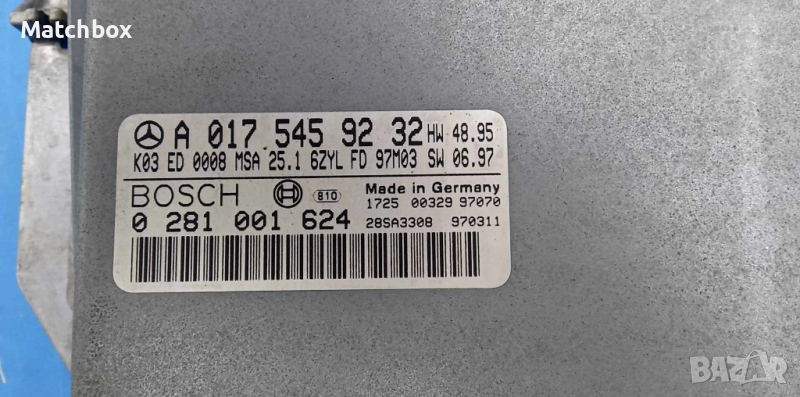 Matchbox
A 017 545 92 32 HW 48.95
K03 ED 0008 MSA 25.1 6ZYL FD 97M03 SW 06.97
BOSCH 810 Made in Germany
1725 00329 97070
0 281 001 624 28SA3308 970311
BAZAR